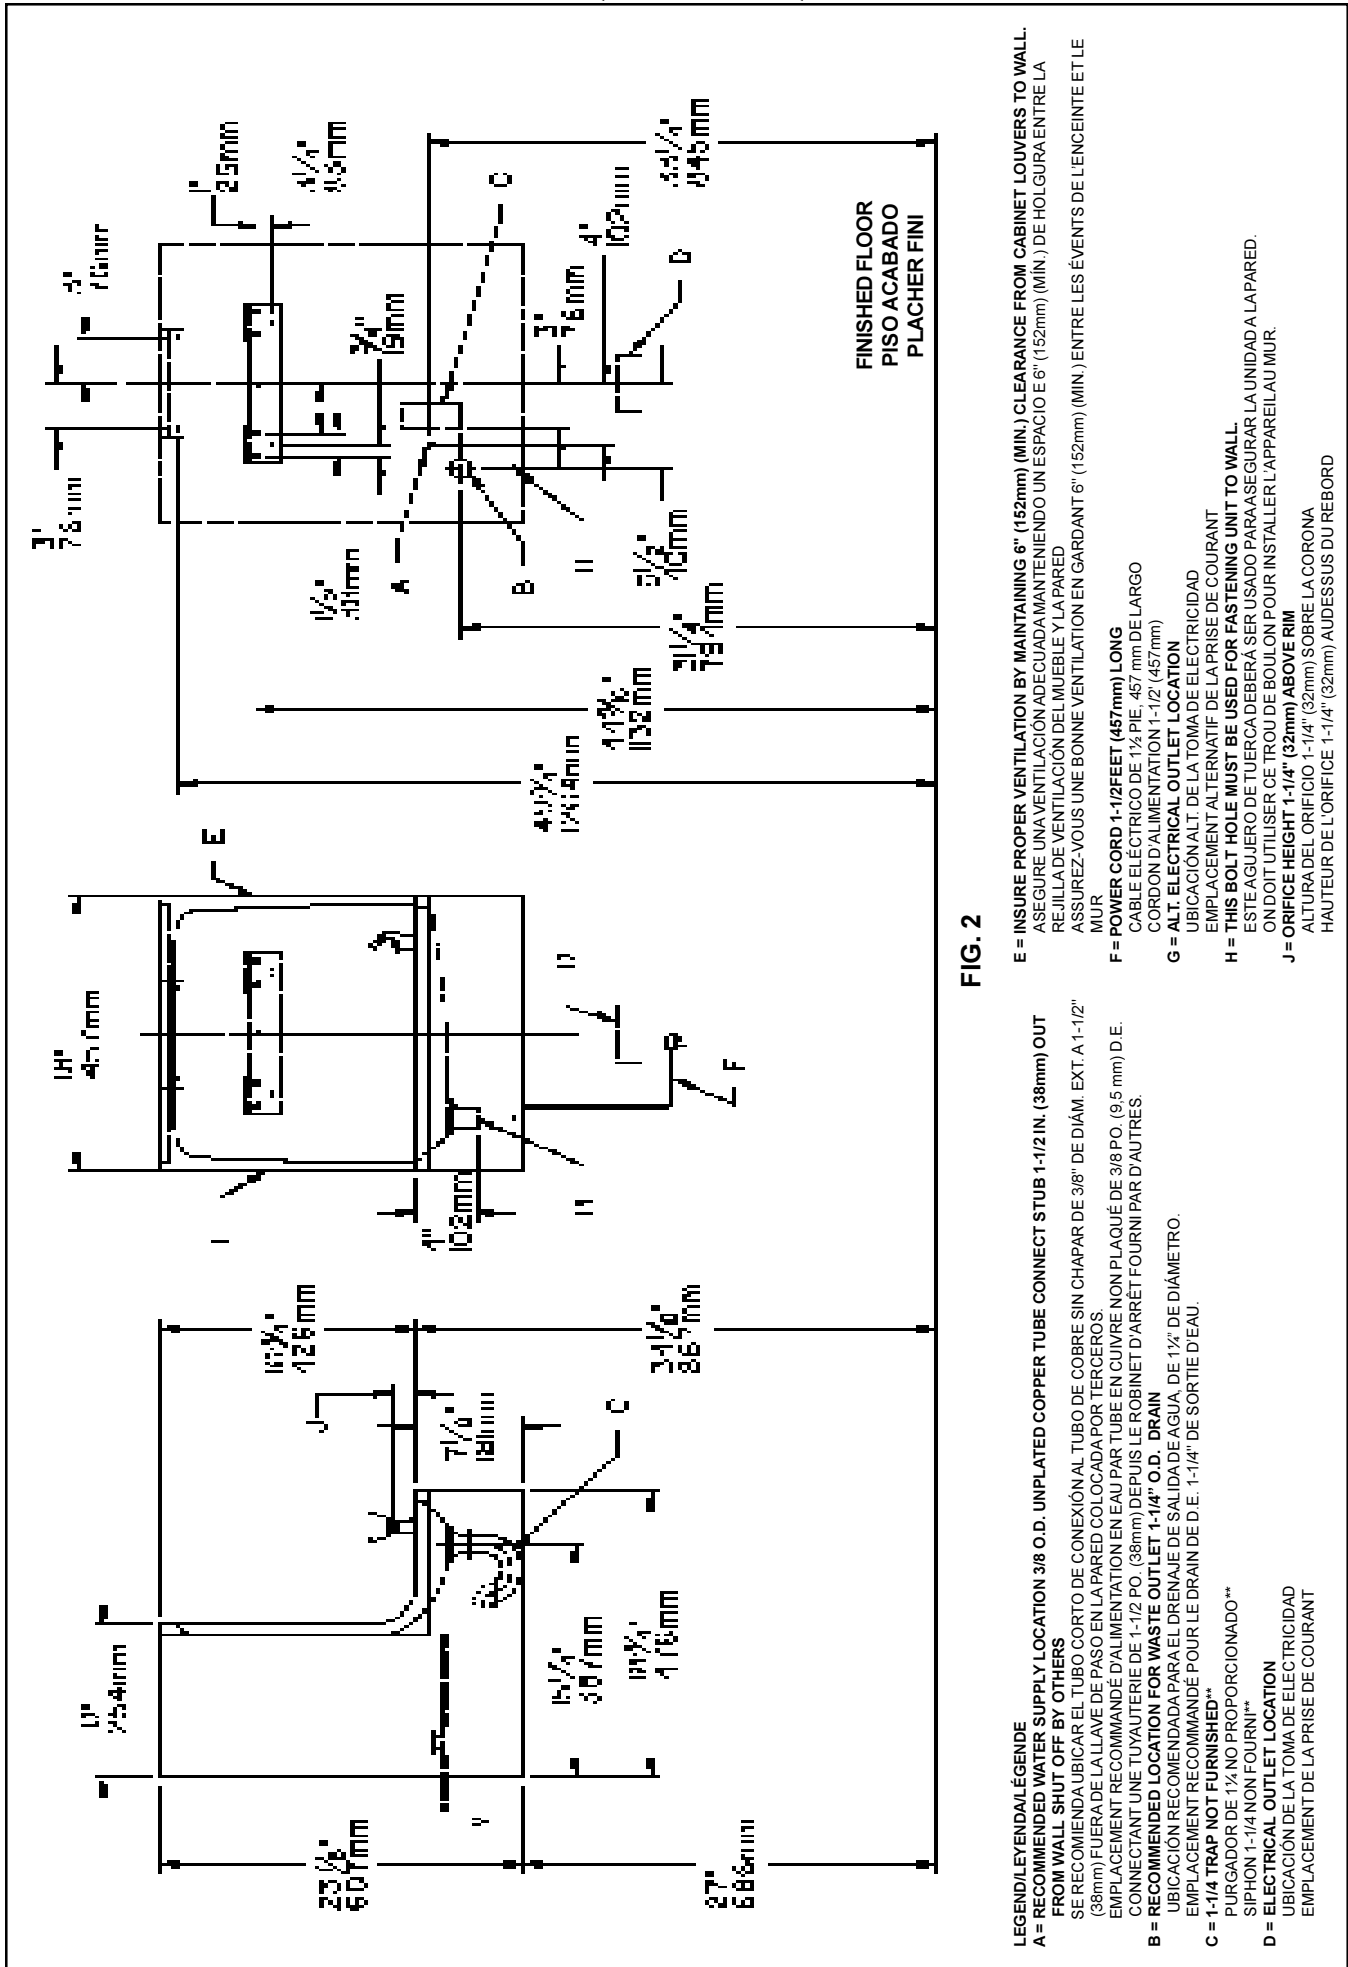 FIG. 2
FINISHED FLOOR
PISO ACABADO
PLACHER FINI
18"
457mm
4"
102mm
27"
686mm
3"
76mm
3"
76mm
3/4"
19mm
4"
102mm
A
B
C
D
E
F
J
C
LEGEND/LEYENDA/LÉGENDE
A = RECOMMENDED WATER SUPPLY LOCATION 3/8 O.D. UNPLATED COPPER TUBE CONNECT STUB 1-1/2 IN. (38mm) OUT
FROM WALL SHUT OFF BY OTHERS
SE RECOMIENDA UBICAR EL TUBO CORTO DE CONEXIÓN AL TUBO DE COBRE SIN CHAPAR DE 3/8" DE DIÁM. EXT. A 1-1/2"
(38mm) FUERA DE LA LLAVE DE PASO EN LA PARED COLOCADA POR TERCEROS.
EMPLACEMENT RECOMMANDÉ D'ALIMENTATION EN EAU PAR TUBE EN CUIVRE NON PLAQUÉ DE 3/8 PO. (9,5 mm) D.E.
CONNECTANT UNE TUYAUTERIE DE 1-1/2 PO. (38mm) DEPUIS LE ROBINET D'ARRÊT FOURNI PAR D'AUTRES.
B = RECOMMENDED LOCATION FOR WASTE OUTLET 1-1/4" O.D. DRAIN
UBICACIÓN RECOMENDADA PARA EL DRENAJE DE SALIDA DE AGUA, DE 1¼" DE DIÁMETRO.
EMPLACEMENT RECOMMANDÉ POUR LE DRAIN DE D.E. 1-1/4" DE SORTIE D'EAU.
C = 1-1/4 TRAP NOT FURNISHED**
PURGADOR DE 1¼ NO PROPORCIONADO**
SIPHON 1-1/4 NON FOURNI**
D = ELECTRICAL OUTLET LOCATION
UBICACIÓN DE LA TOMA DE ELECTRICIDAD
EMPLACEMENT DE LA PRISE DE COURANT
E = INSURE PROPER VENTILATION BY MAINTAINING 6" (152mm) (MIN.) CLEARANCE FROM CABINET LOUVERS TO WALL.
ASEGURE UNA VENTILACIÓN ADECUADA MANTENIENDO UN ESPACIO E 6" (152mm) (MÍN.) DE HOLGURA ENTRE LA
REJILLA DE VENTILACIÓN DEL MUEBLE Y LA PARED
ASSUREZ-VOUS UNE BONNE VENTILATION EN GARDANT 6" (152mm) (MIN.) ENTRE LES ÉVENTS DE L'ENCEINTE ET LE
MUR
F = POWER CORD 1-1/2 FEET (457mm) LONG
CABLE ELÉCTRICO DE 1½ PIE, 457 mm DE LARGO
CORDON D'ALIMENTATION 1-1/2' (457mm)
G = ALT. ELECTRICAL OUTLET LOCATION
UBICACIÓN ALT. DE LA TOMA DE ELECTRICIDAD
EMPLACEMENT ALTERNATIF DE LA PRISE DE COURANT
H = THIS BOLT HOLE MUST BE USED FOR FASTENING UNIT TO WALL.
ESTE AGUJERO DE TUERCA DEBERÁ SER USADO PARA ASEGURAR LA UNIDAD A LA PARED.
ON DOIT UTILISER CE TROU DE BOULON POUR INSTALLER L'APPAREIL AU MUR.
J = ORIFICE HEIGHT 1-1/4" (32mm) ABOVE RIM
ALTURA DEL ORIFICIO 1-1/4" (32mm) SOBRE LA CORONA
HAUTEUR DE L'ORIFICE 1-1/4" (32mm) AUDESSUS DU REBORD